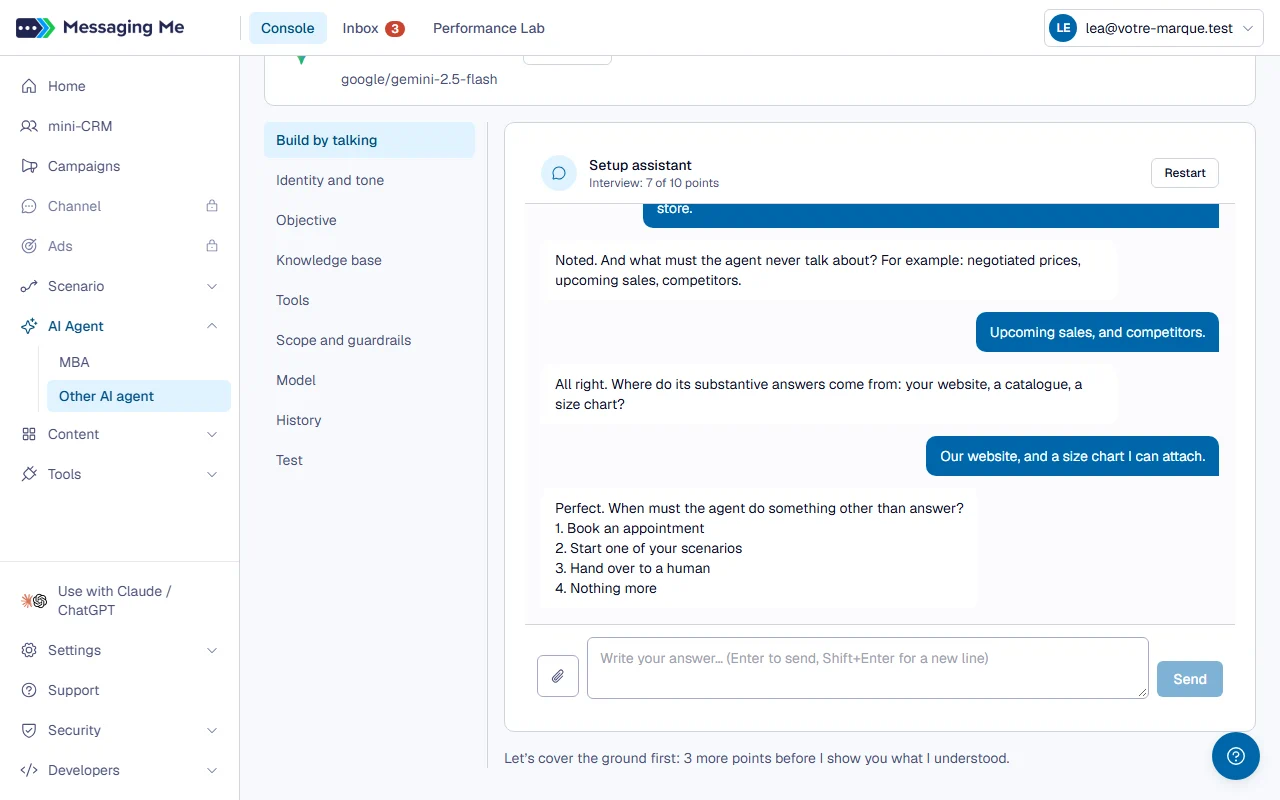 Messaging Me
Console
Inbox 3
Performance Lab
LE
lea@votre-marque.test
Home
mini-CRM
Campaigns
Channel
Ads
Scenario
AI Agent
MBA
Other AI agent
Content
Tools
Use with Claude /
ChatGPT
Settings
Support
Security
Developers
google/gemini-2.5-flash
Build by talking
Identity and tone
Objective
Knowledge base
Tools
Scope and guardrails
Model
History
Test
Setup assistant
Interview: 7 of 10 points
Restart
store.
Noted. And what must the agent never talk about? For example: negotiated prices,
upcoming sales, competitors.
Upcoming sales, and competitors.
All right. Where do its substantive answers come from: your website, a catalogue, a
size chart?
Our website, and a size chart I can attach.
Perfect. When must the agent do something other than answer?
1. Book an appointment
2. Start one of your scenarios
3. Hand over to a human
4. Nothing more
Write your answer… (Enter to send, Shift+Enter for a new line)
Send
Let's cover the ground first: 3 more points before I show you what I understood.